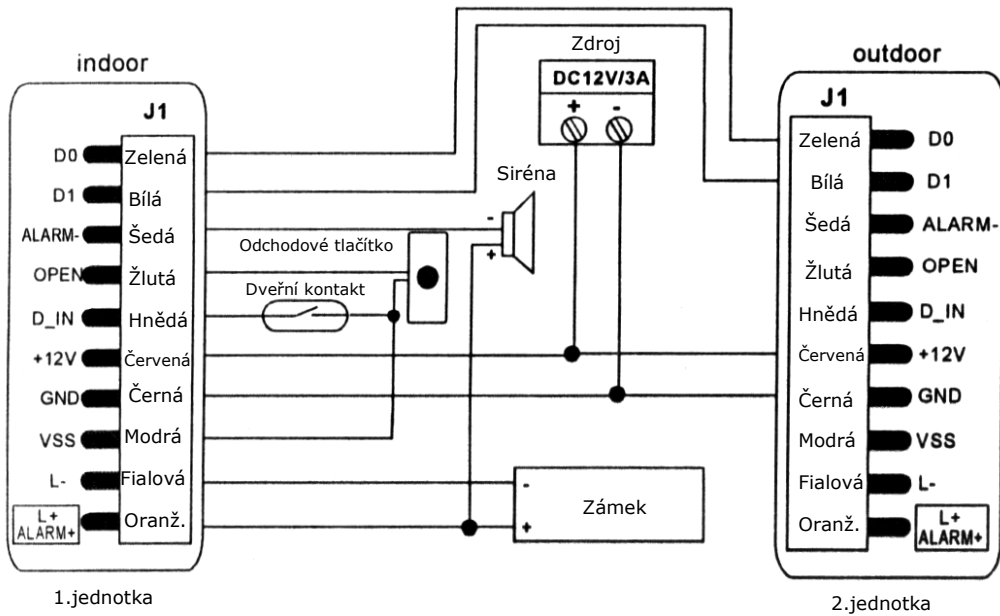 indoor
J1
D0 Zelená
D1 Bílá
ALARM- Šedá
OPEN Žlutá
D_IN Hnědá
+12V Červená
GND Černá
VSS Modrá
L- Fialová
L+
ALARM+
Oranž.
1.jednotka
Zdroj
DC12V/3A
+ -
Siréna
-
+
Odchodové tlačítko
Dveřní kontakt
-
Zámek
+
outdoor
J1
Zelená D0
Bílá D1
Šedá ALARM-
Žlutá OPEN
Hnědá D_IN
Červená +12V
Černá GND
Modrá VSS
Fialová L-
Oranž.
L+
ALARM+
2.jednotka